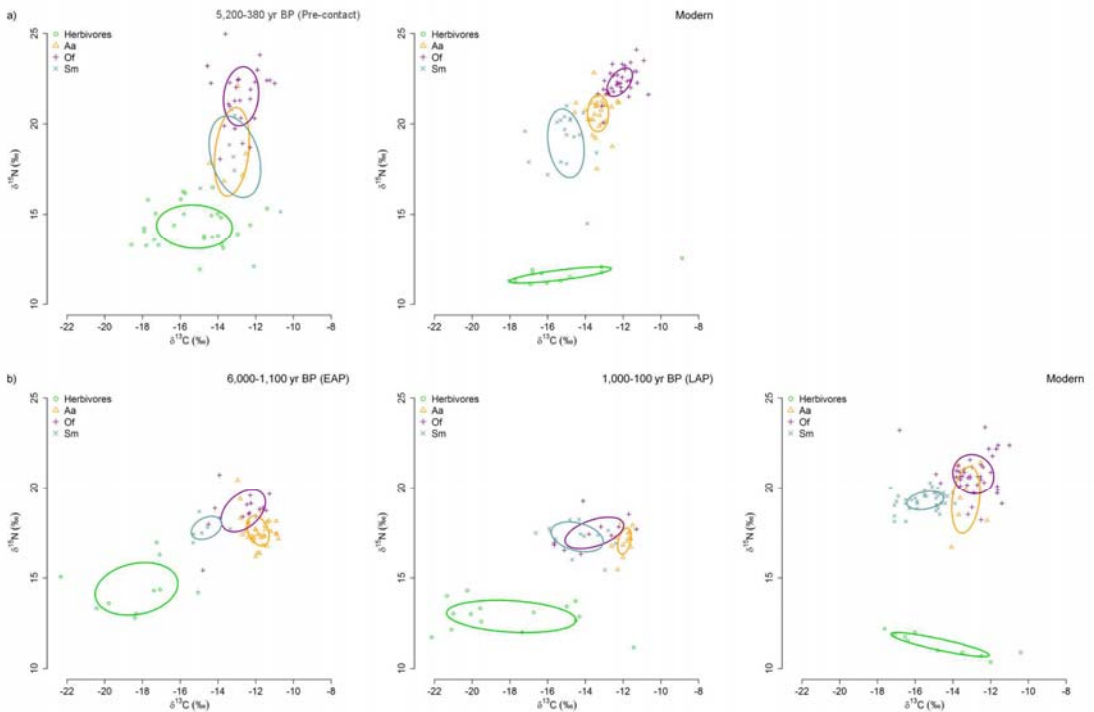 a)
5,200-380 yr BP (Pre-contact)
Herbivores
Aa
Of
Sm
25
20
15
10
δ15N (‰)
-22 -20 -18 -16 -14 -12 -10 -8
δ13C (‰)
Modern
Herbivores
Aa
Of
Sm
25
20
15
10
δ15N (‰)
-22 -20 -18 -16 -14 -12 -10 -8
δ13C (‰)
b)
6,000-1,100 yr BP (EAP)
Herbivores
Aa
Of
Sm
25
20
15
10
δ15N (‰)
-22 -20 -18 -16 -14 -12 -10 -8
δ13C (‰)
1,000-100 yr BP (LAP)
Herbivores
Aa
Of
Sm
25
20
15
10
δ15N (‰)
-22 -20 -18 -16 -14 -12 -10 -8
δ13C (‰)
Modern
Herbivores
Aa
Of
Sm
25
20
15
10
δ15N (‰)
-22 -20 -18 -16 -14 -12 -10 -8
δ13C (‰)